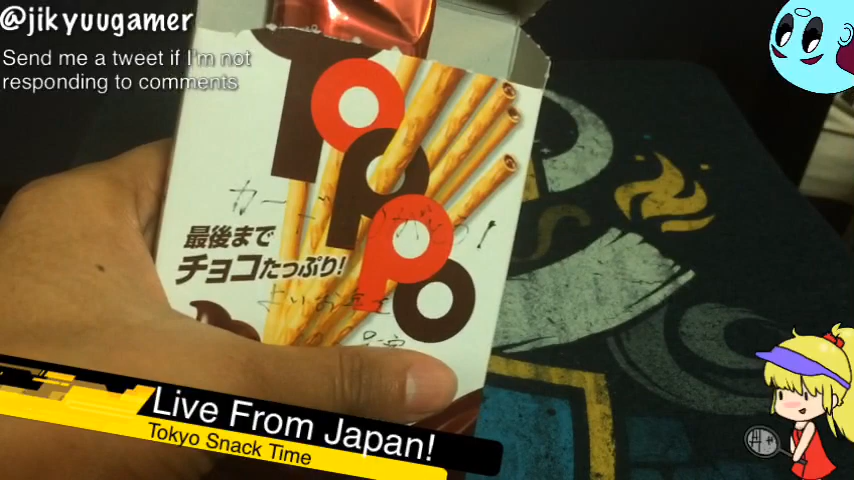 @jikyuugamer
Send me a tweet if I'm not
responding to comments
Toppo
最後まで
チョコたっぷり!
Live From Japan!
Tokyo Snack Time